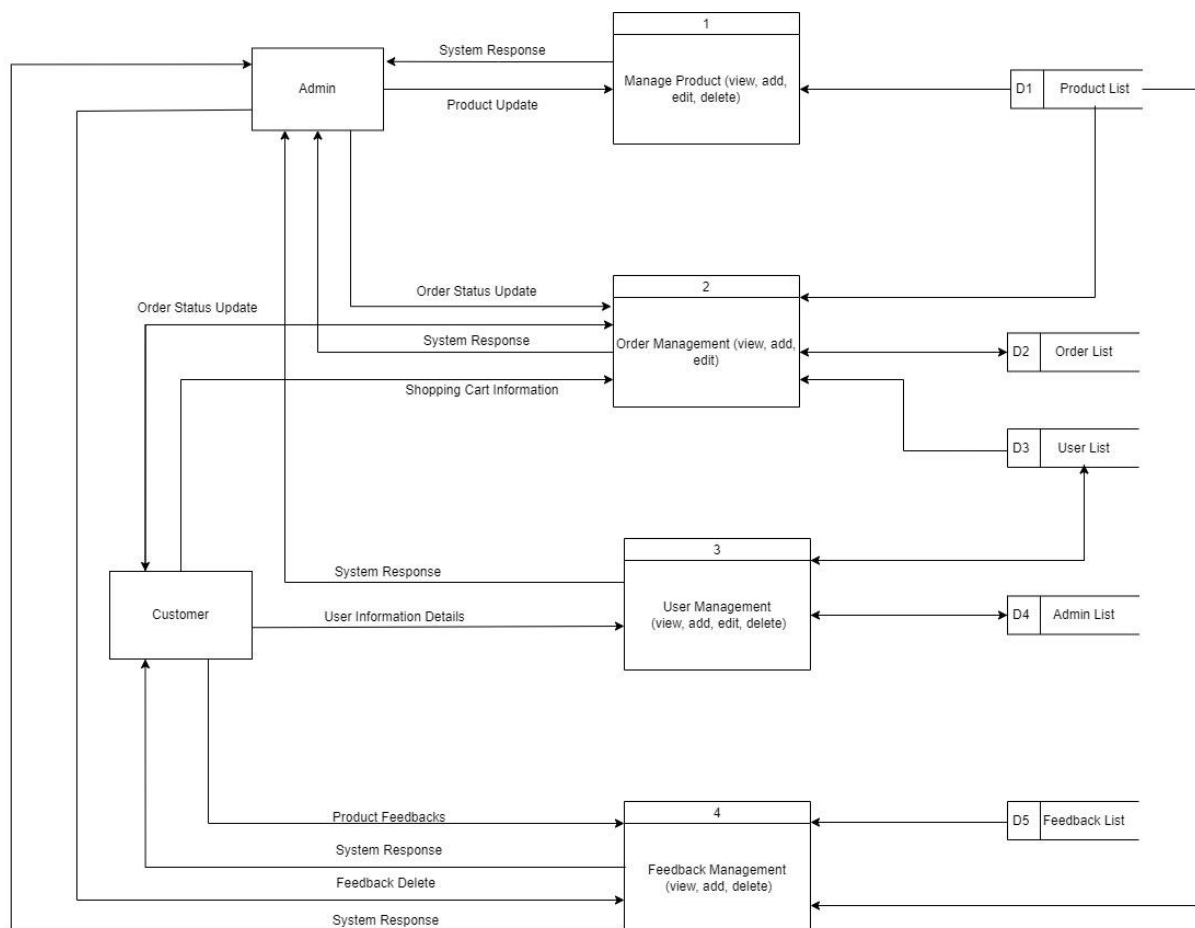 1
System Response
Admin
Manage Product (view, add,
edit, delete)
D1 Product List
Product Update
2
Order Status Update
Order Status Update
System Response
Order Management (view, add,
edit)
D2 Order List
Shopping Cart Information
D3 User List
3
System Response
Customer
User Information Details
User Management
(view, add, edit, delete)
D4 Admin List
4
Product Feedbacks
D5 Feedback List
System Response
Feedback Management
(view, add, delete)
Feedback Delete
System Response